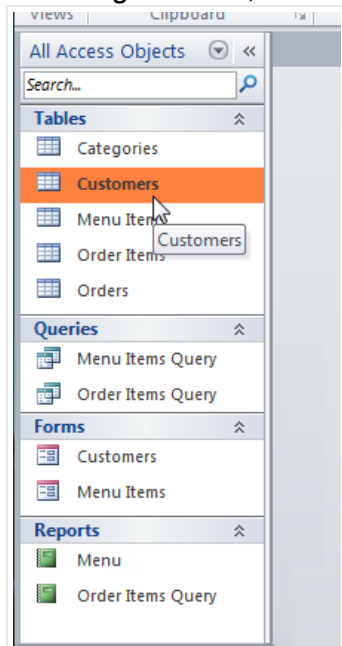 Views
Clipboard
All Access Objects
Search...
Tables
Categories
Customers
Menu Items
Customers
Order Items
Orders
Queries
Menu Items Query
Order Items Query
Forms
Customers
Menu Items
Reports
Menu
Order Items Query